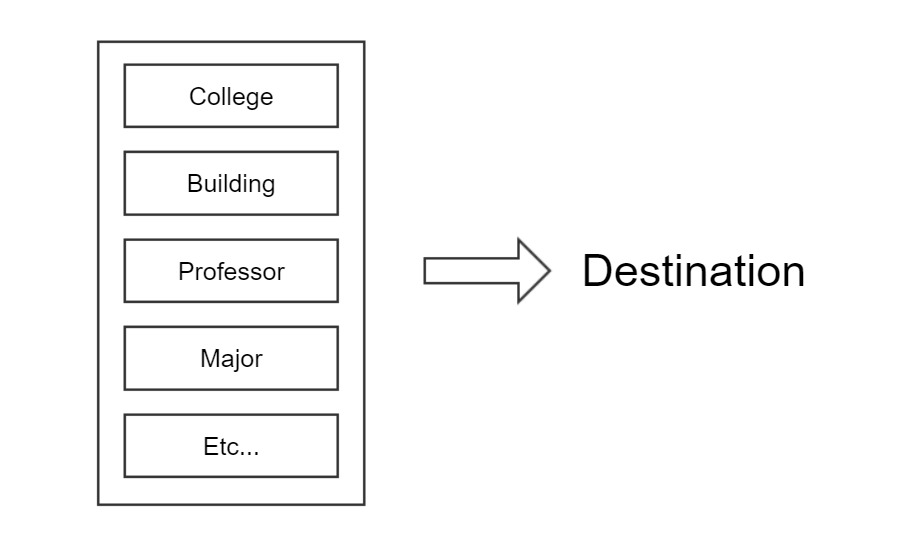 College
Building
Professor
Major
Etc...
Destination